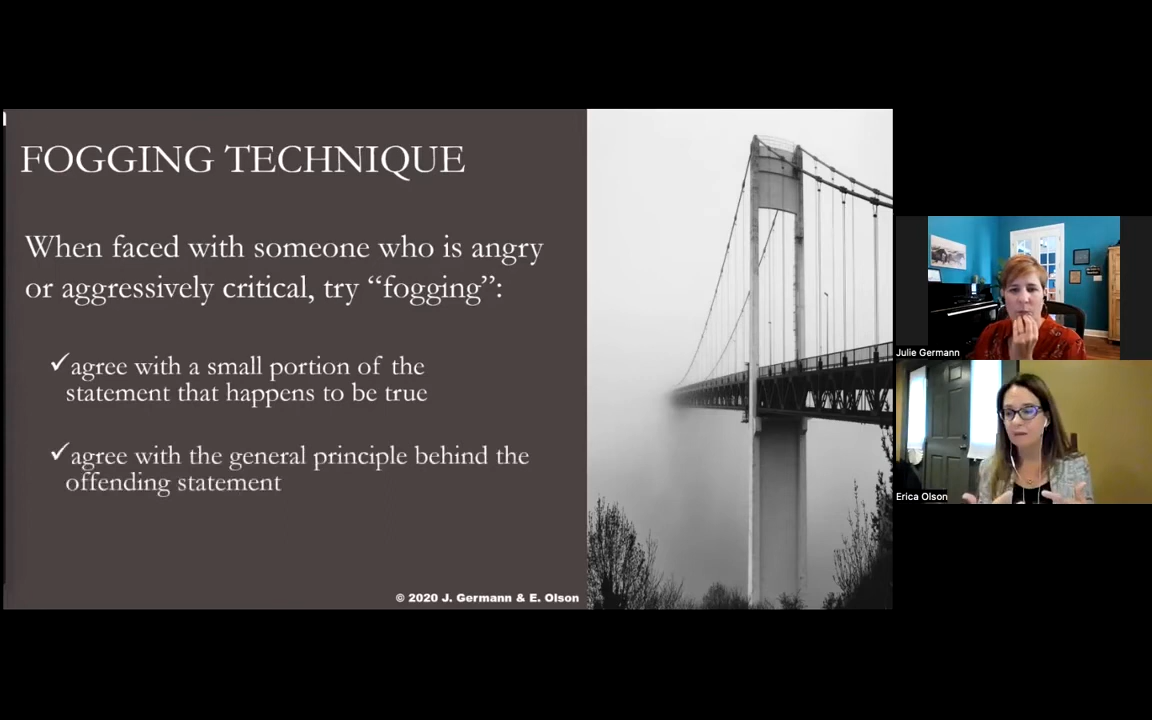 FOGGING TECHNIQUE
When faced with someone who is angry
or aggressively critical, try “fogging”:
✓agree with a small portion of the
statement that happens to be true
✓agree with the general principle behind the
offending statement
© 2020 J. Germann & E. Olson
Julie Germann
Erica Olson